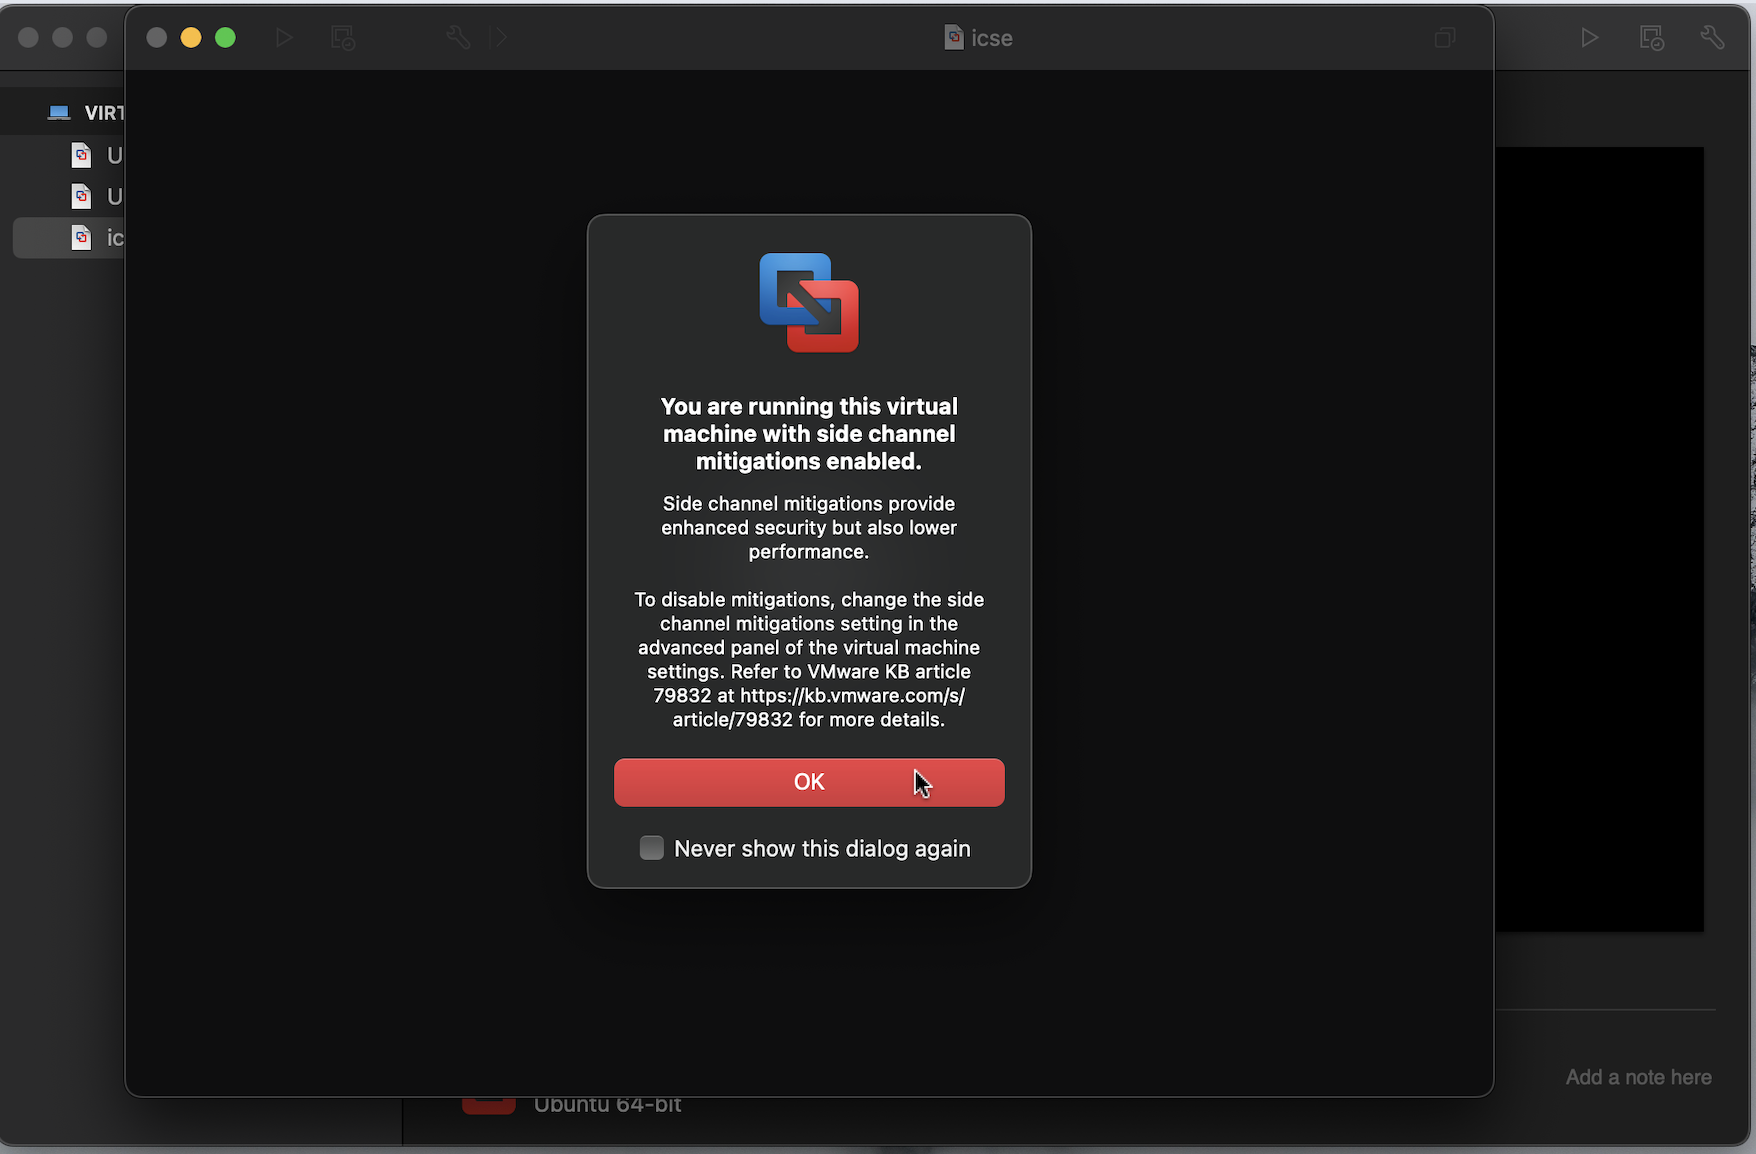 icse
VIRT
U
U
ic
You are running this virtual
machine with side channel
mitigations enabled.
Side channel mitigations provide
enhanced security but also lower
performance.
To disable mitigations, change the side
channel mitigations setting in the
advanced panel of the virtual machine
settings. Refer to VMware KB article
79832 at https://kb.vmware.com/s/
article/79832 for more details.
OK
Never show this dialog again
Add a note here
Ubuntu 64-bit